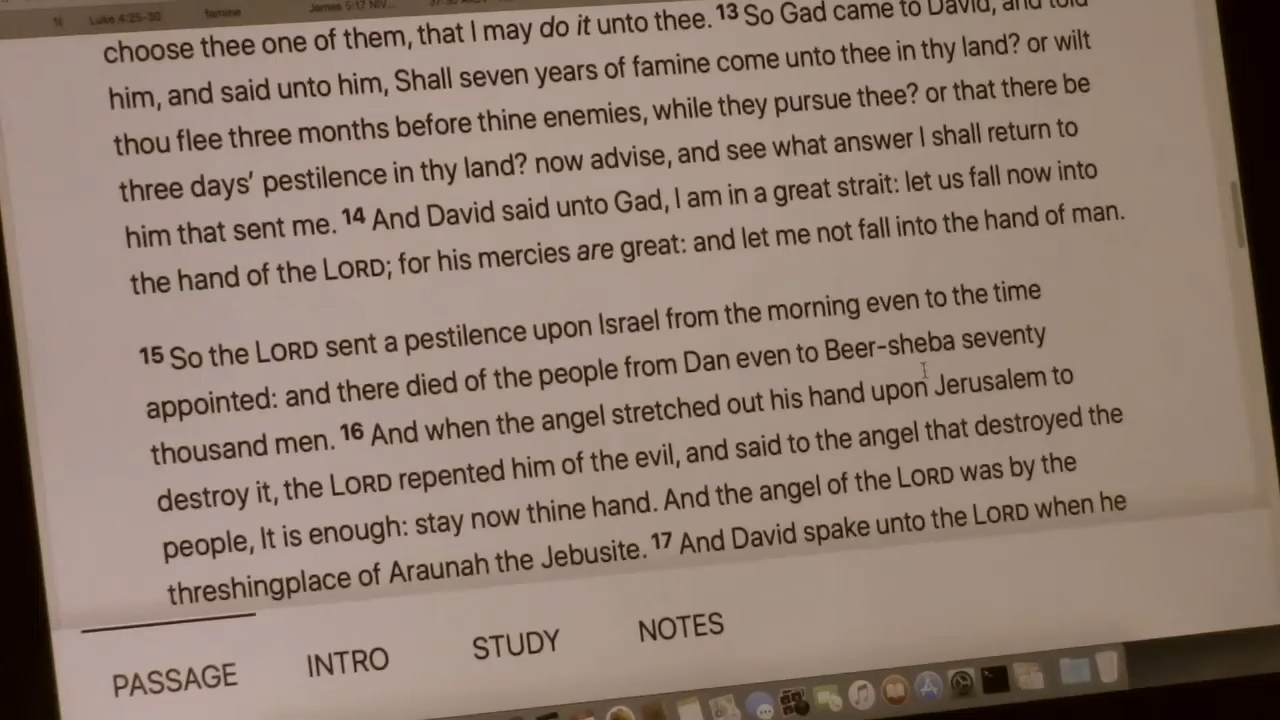 Luke 4:25-30 famine James 5:17 NIV...
choose thee one of them, that I may do it unto thee. 13 So Gad came to David, and told
him, and said unto him, Shall seven years of famine come unto thee in thy land? or wilt
thou flee three months before thine enemies, while they pursue thee? or that there be
three days’ pestilence in thy land? now advise, and see what answer I shall return to
him that sent me. 14 And David said unto Gad, I am in a great strait: let us fall now into
the hand of the LORD; for his mercies are great: and let me not fall into the hand of man.
15 So the LORD sent a pestilence upon Israel from the morning even to the time
appointed: and there died of the people from Dan even to Beer-sheba seventy
thousand men. 16 And when the angel stretched out his hand upon Jerusalem to
destroy it, the LORD repented him of the evil, and said to the angel that destroyed the
people, It is enough: stay now thine hand. And the angel of the LORD was by the
threshingplace of Araunah the Jebusite. 17 And David spake unto the LORD when he
PASSAGE INTRO STUDY NOTES